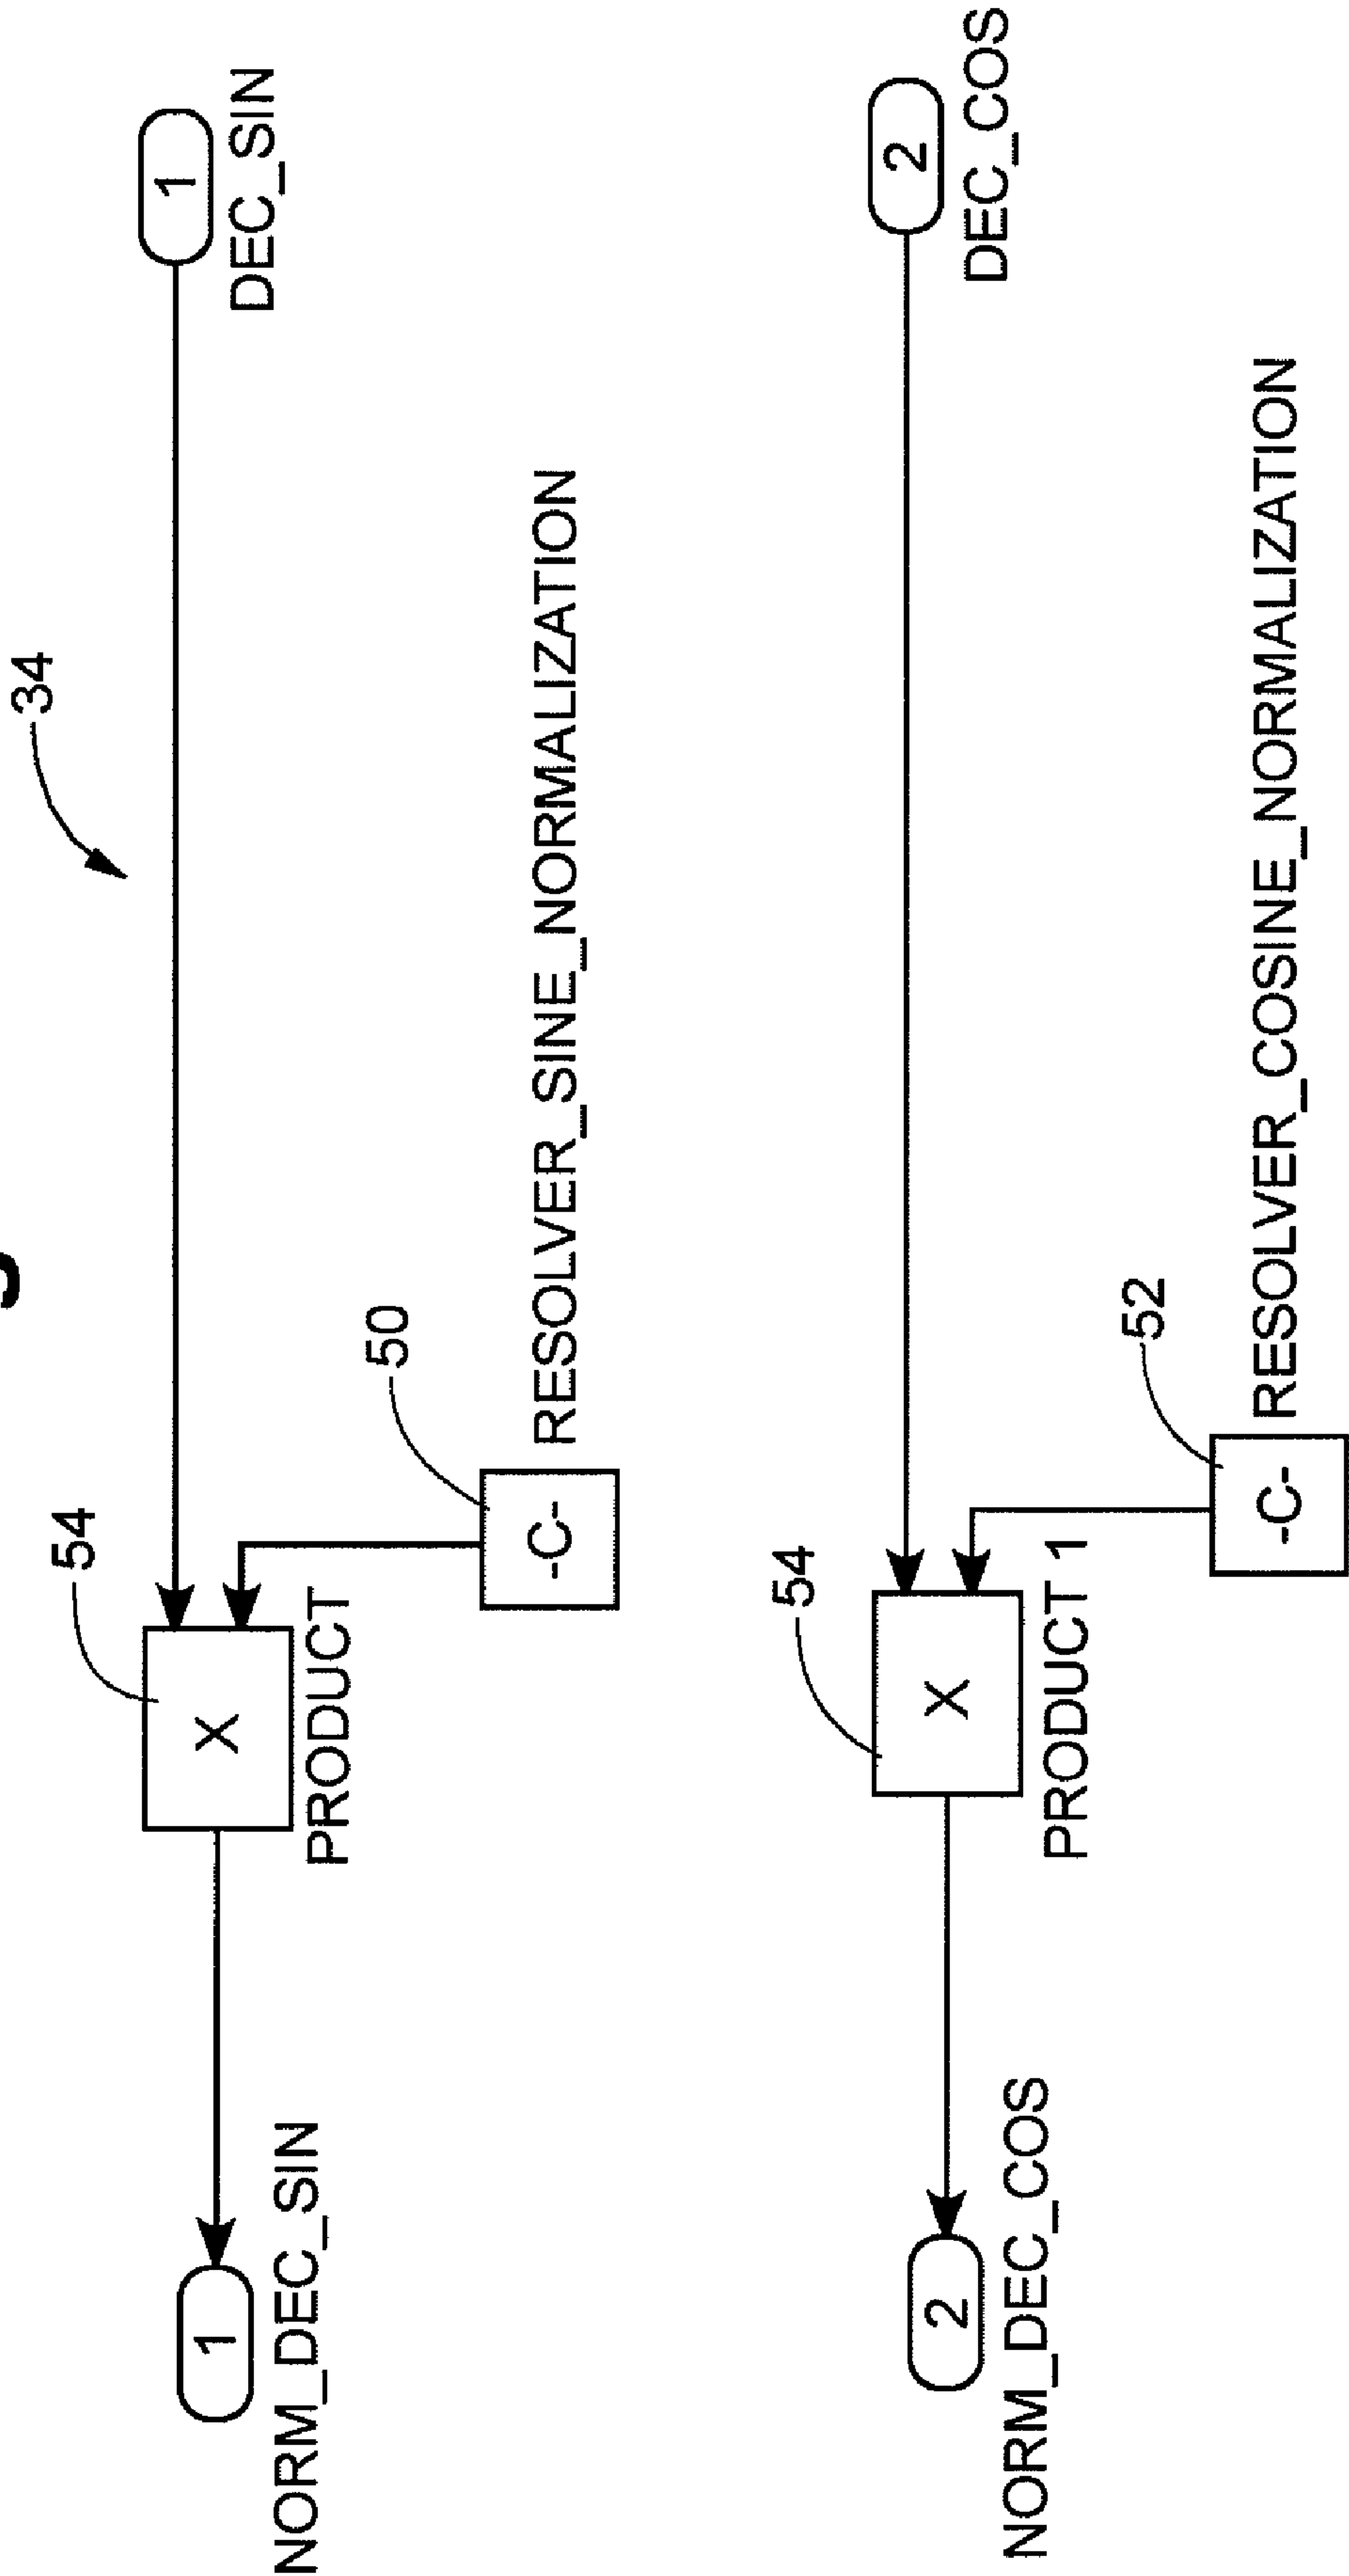 34
54
1
X
1
NORM_DEC_SIN
PRODUCT
DEC_SIN
50
-C-
RESOLVER_SINE_NORMALIZATION
54
2
X
2
NORM_DEC_COS
PRODUCT 1
DEC_COS
52
-C-
RESOLVER_COSINE_NORMALIZATION